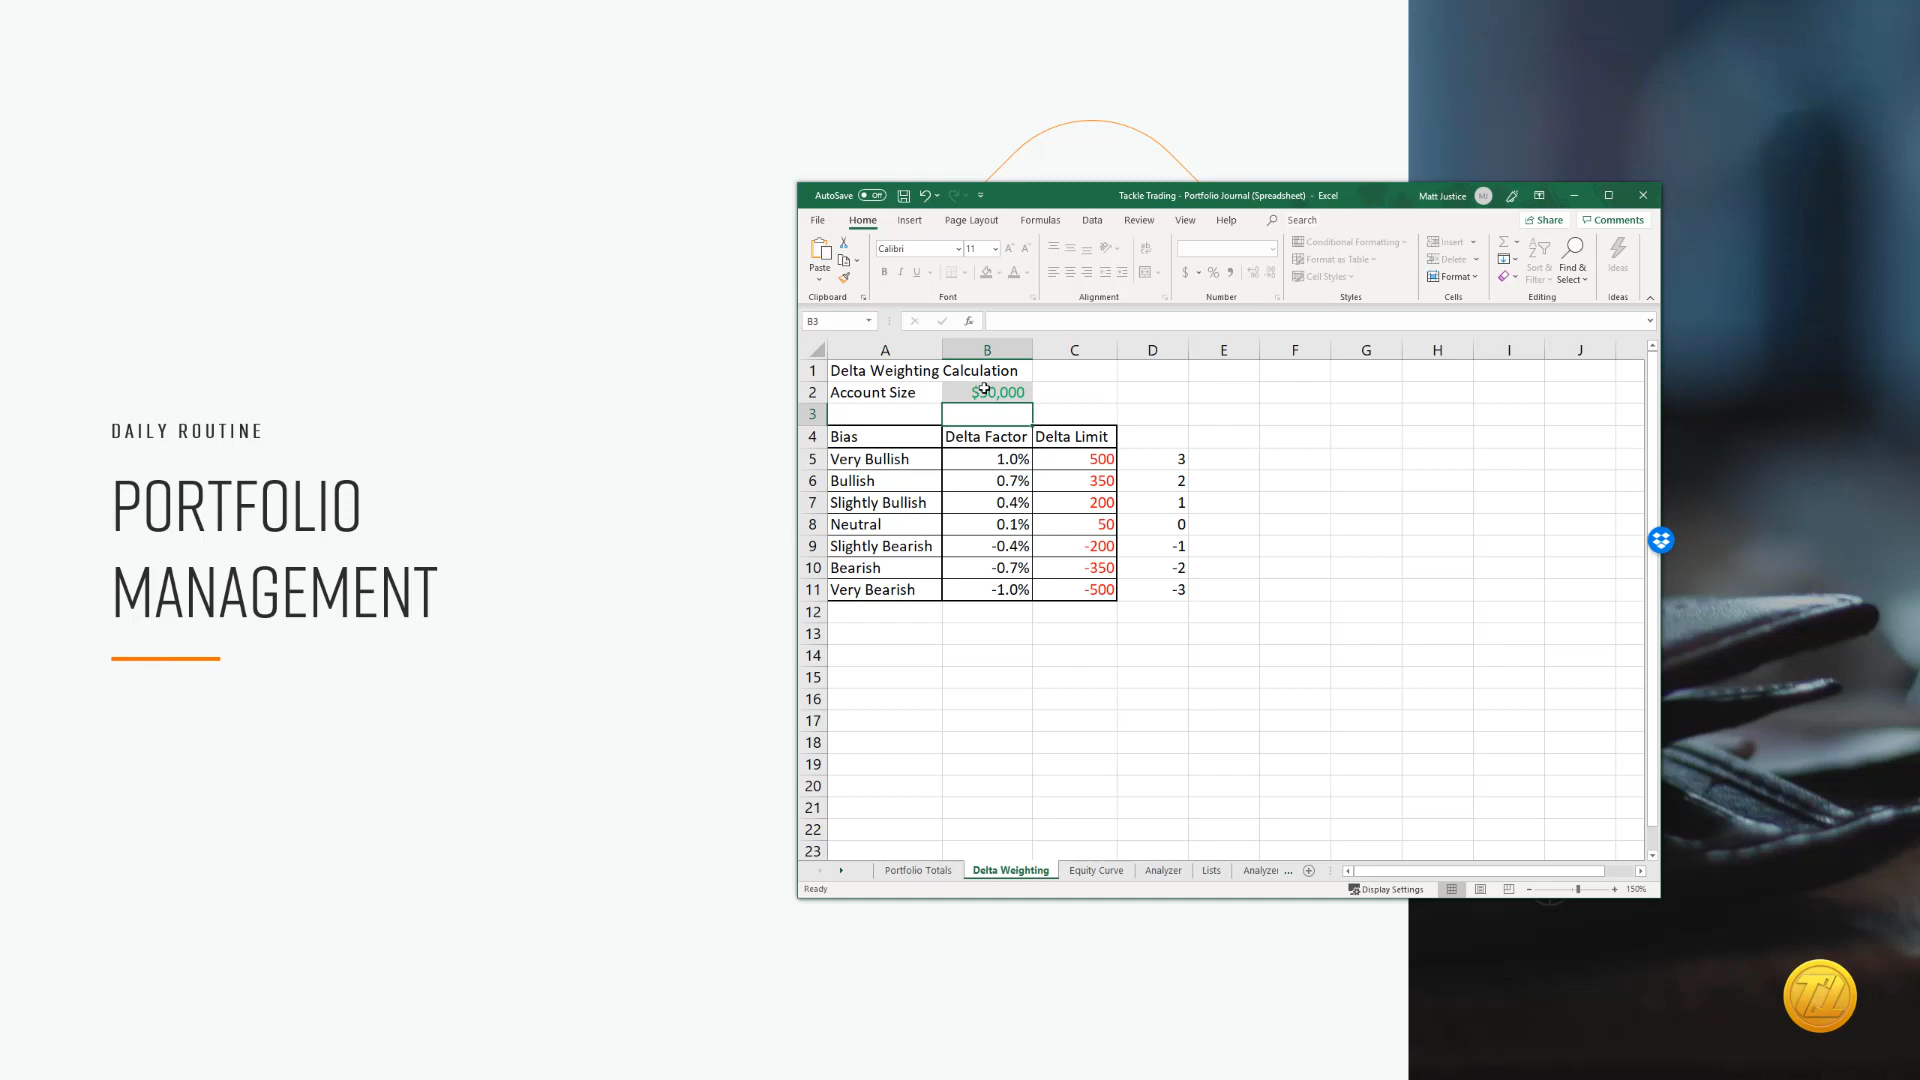 DAILY ROUTINE
PORTFOLIO
MANAGEMENT
AutoSave Off
Tackle Trading - Portfolio Journal (Spreadsheet) - Excel
Matt Justice MJ
File Home Insert Page Layout Formulas Data Review View Help Search Share Comments
Calibri 11
Conditional Formatting
Format as Table
Cell Styles
Insert
Delete
Format
Paste
B I U A
$ %
Sort &
Filter
Find &
Select
Ideas
Clipboard Font Alignment Number Styles Cells Editing Ideas
B3 fx
A B C D E F G H I J
1 Delta Weighting Calculation
2 Account Size
3
4 Bias Delta Factor Delta Limit
5 Very Bullish 1.0% 500 3
6 Bullish 0.7% 350 2
7 Slightly Bullish 0.4% 200 1
8 Neutral 0.1% 50 0
9 Slightly Bearish -0.4% -200 -1
10 Bearish -0.7% -350 -2
11 Very Bearish -1.0% -500 -3
12
13
14
15
16
17
18
19
20
21
22
23
Portfolio Totals Delta Weighting Equity Curve Analyzer Lists Analyzer ...
Ready Display Settings 150%